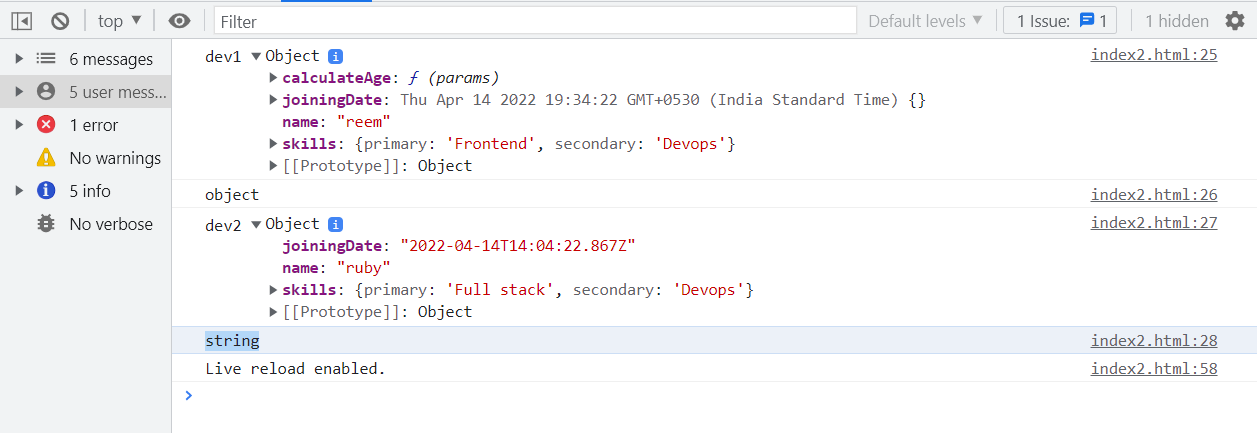 top ▼ Filter Default levels ▼ 1 Issue: 1 1 hidden
6 messages
5 user mess...
1 error
No warnings
5 info
No verbose
dev1 ▼ Object i index2.html:25
▶ calculateAge: ƒ (params)
▶ joiningDate: Thu Apr 14 2022 19:34:22 GMT+0530 (India Standard Time) {}
name: "reem"
▶ skills: {primary: 'Frontend', secondary: 'Devops'}
▶ [[Prototype]]: Object
object index2.html:26
dev2 ▼ Object i index2.html:27
joiningDate: "2022-04-14T14:04:22.867Z"
name: "ruby"
▶ skills: {primary: 'Full stack', secondary: 'Devops'}
▶ [[Prototype]]: Object
string index2.html:28
Live reload enabled. index2.html:58